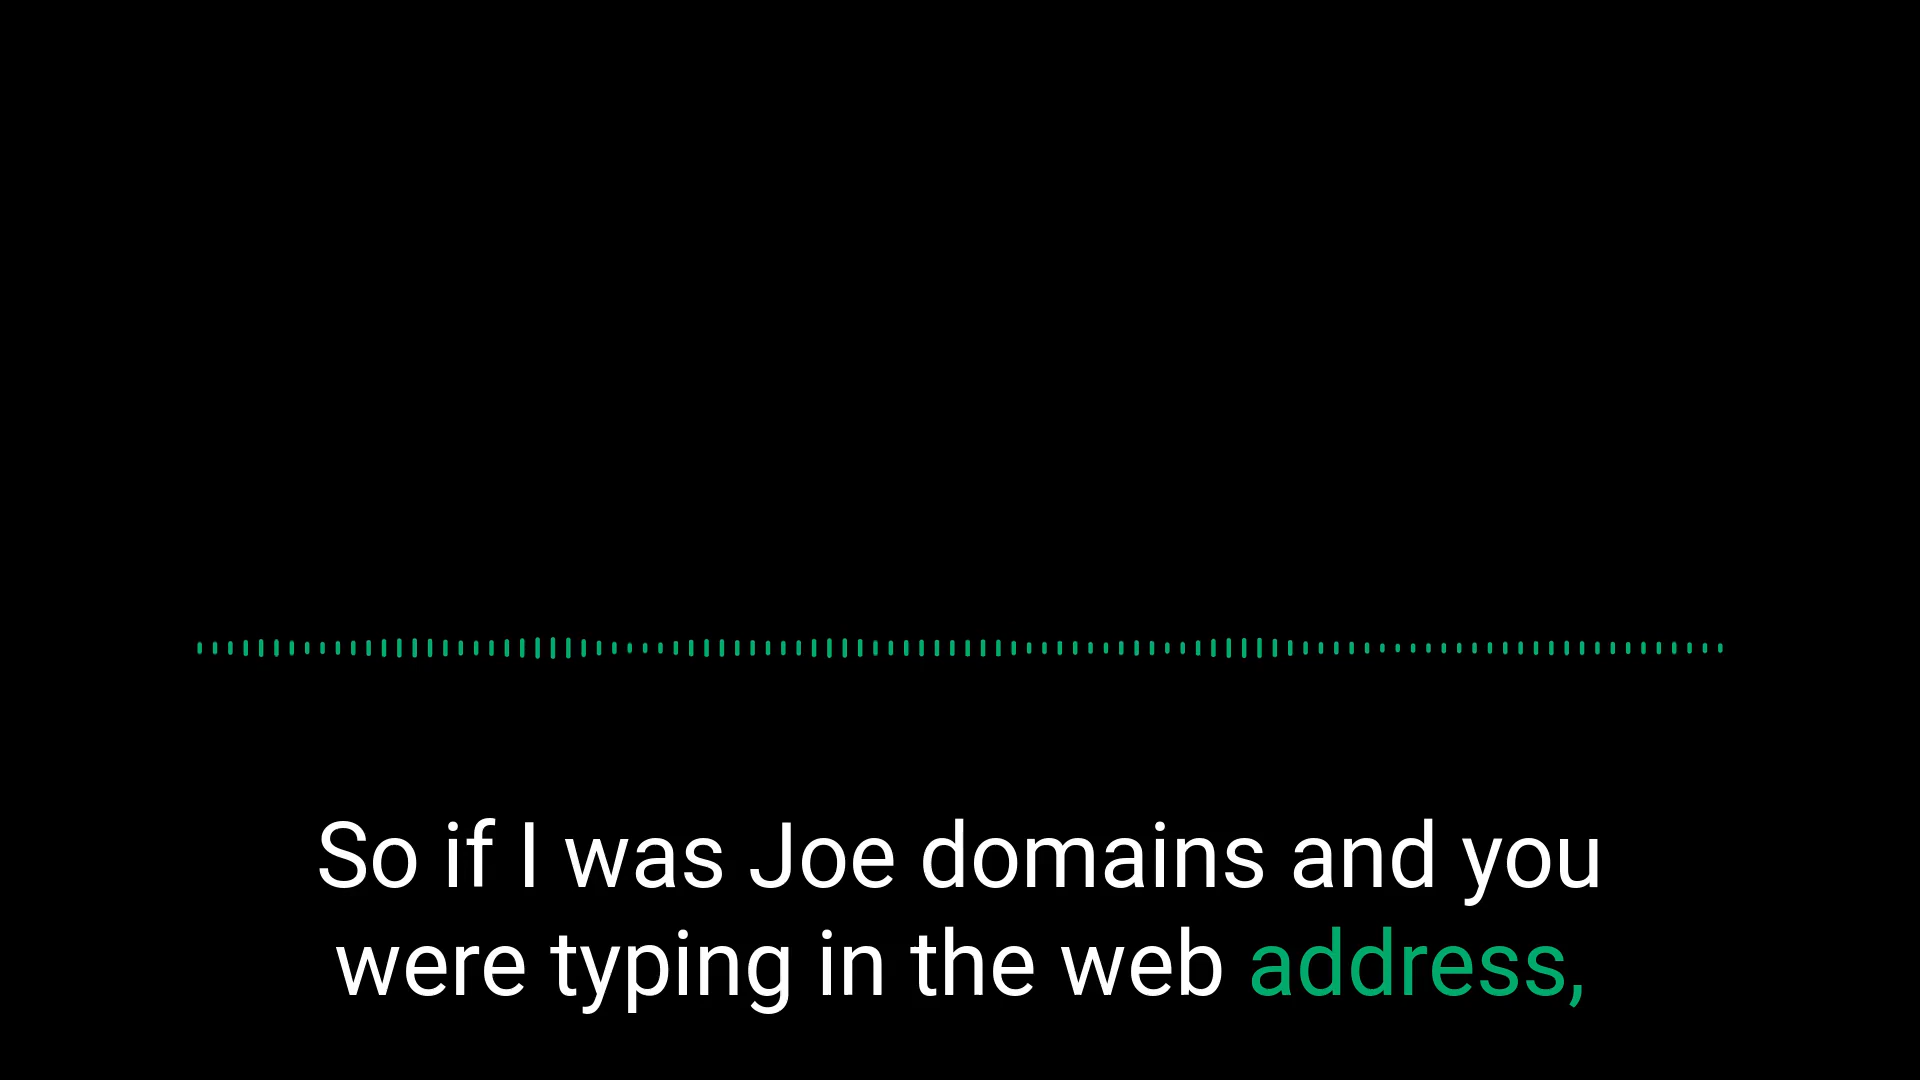 So if I was Joe domains and you
were typing in the web address,